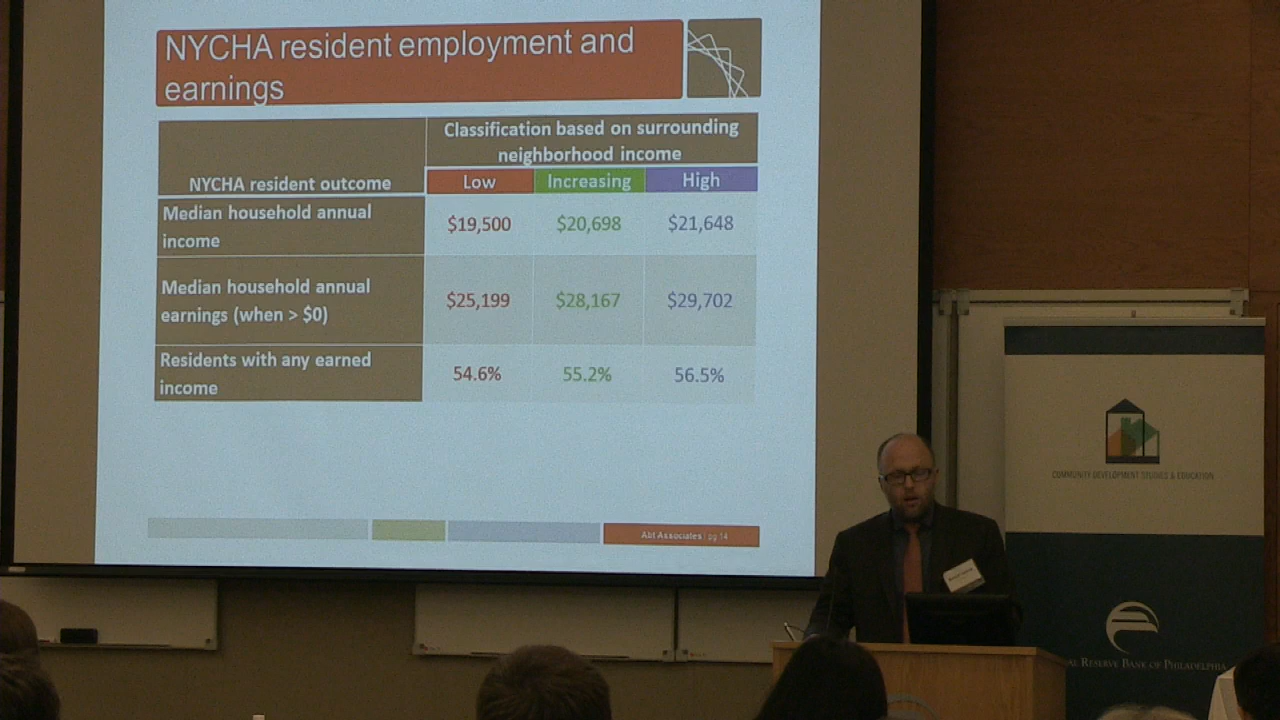 NYCHA resident employment and
earnings
Classification based on surrounding
neighborhood income
NYCHA resident outcome
Low
Increasing
High
Median household annual
income
$19,500
$20,698
$21,648
Median household annual
earnings (when > $0)
$25,199
$28,167
$29,702
Residents with any earned
income
54.6%
55.2%
56.5%
Abt Associates | pg 14
COMMUNITY DEVELOPMENT STUDIES & EDUCATION
RESERVE BANK OF PHILADELPHIA